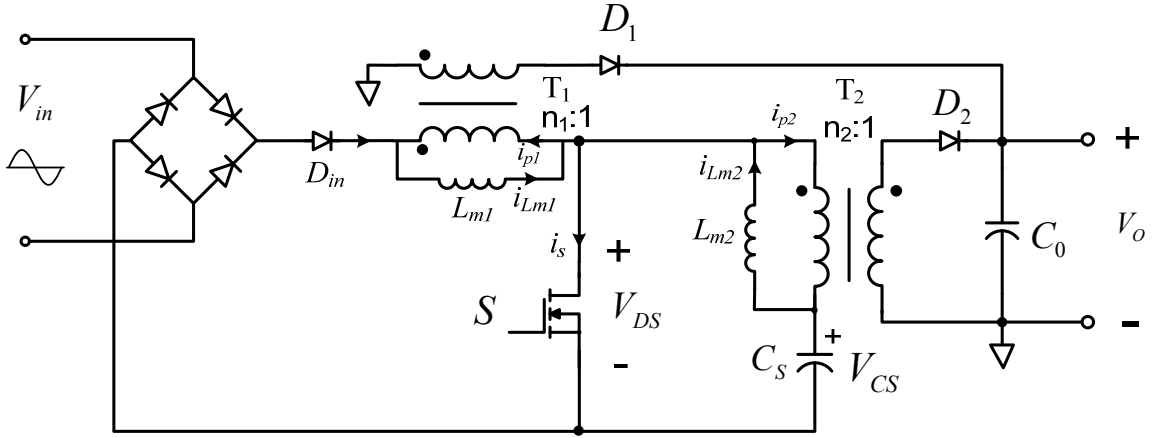 D1
T1
n1:1
T2
n2:1
D2
Vin
Din
ip1
Lm1
iLm1
ip2
iLm2
Lm2
is
+
VDS
-
S
CS
+
VCS
C0
+
VO
-